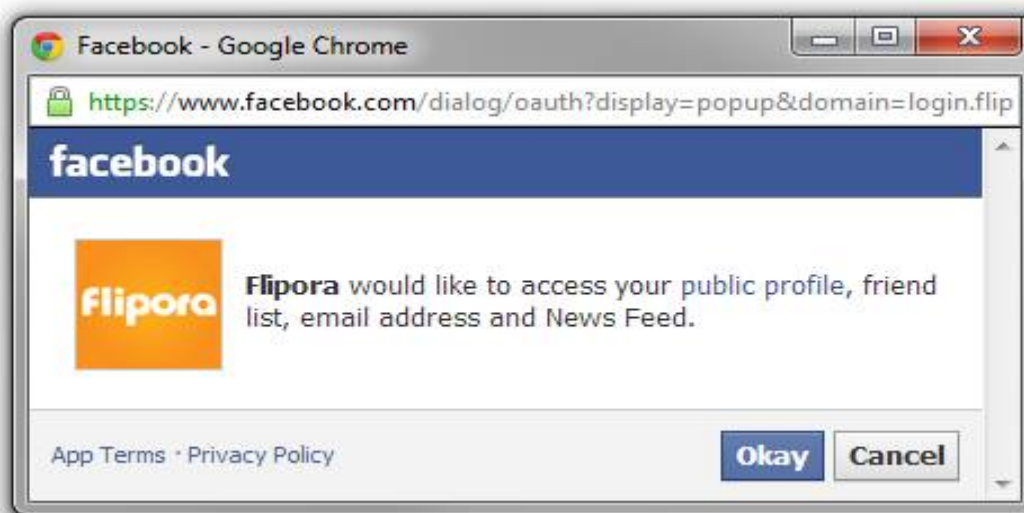 Facebook - Google Chrome
https://www.facebook.com/dialog/oauth?display=popup&domain=login.flip
facebook
Flipora
Flipora would like to access your public profile, friend
list, email address and News Feed.
App Terms · Privacy Policy
Okay Cancel